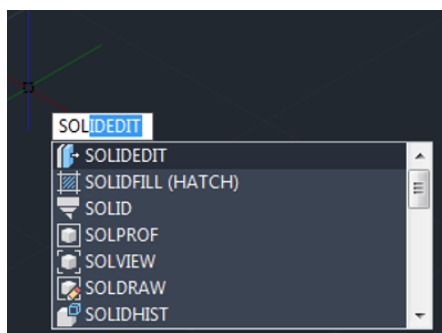 SOLIDEDIT
SOLIDEDIT
SOLIDFILL (HATCH)
SOLID
SOLPROF
SOLVIEW
SOLDRAW
SOLIDHIST